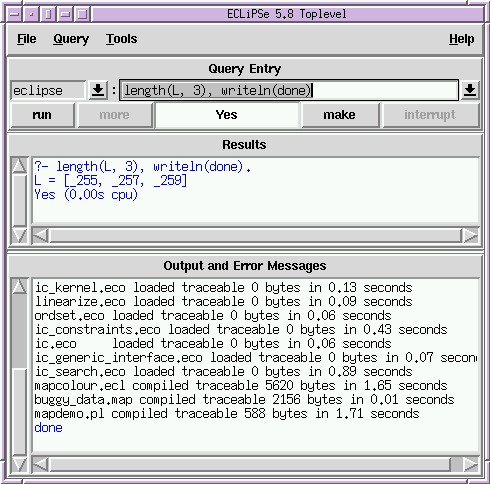 ECLiPSe 5.8 Toplevel
File Query Tools Help
Query Entry
eclipse : length(L, 3), writeln(done)
run more Yes make interrupt
Results
?- length(L, 3), writeln(done).
L = [_255, _257, _259]
Yes (0.00s cpu)
Output and Error Messages
ic_kernel.eco loaded traceable 0 bytes in 0.13 seconds
linearize.eco loaded traceable 0 bytes in 0.09 seconds
ordset.eco loaded traceable 0 bytes in 0.06 seconds
ic_constraints.eco loaded traceable 0 bytes in 0.43 seconds
ic.eco     loaded traceable 0 bytes in 0.06 seconds
ic_generic_interface.eco loaded traceable 0 bytes in 0.07 secon
ic_search.eco loaded traceable 0 bytes in 0.89 seconds
mapcolour.ecl compiled traceable 5620 bytes in 1.65 seconds
buggy_data.map compiled traceable 2156 bytes in 0.01 seconds
mapdemo.pl compiled traceable 588 bytes in 1.71 seconds
done